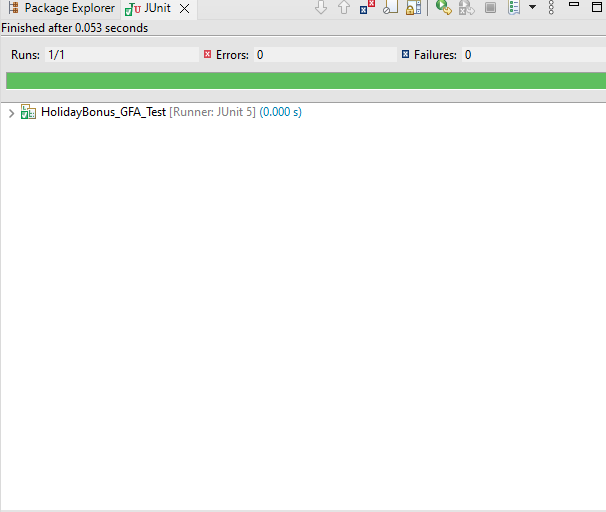 Package Explorer JUnit
Finished after 0.053 seconds
Runs: 1/1 Errors: 0 Failures: 0
HolidayBonus_GFA_Test [Runner: JUnit 5] (0.000 s)